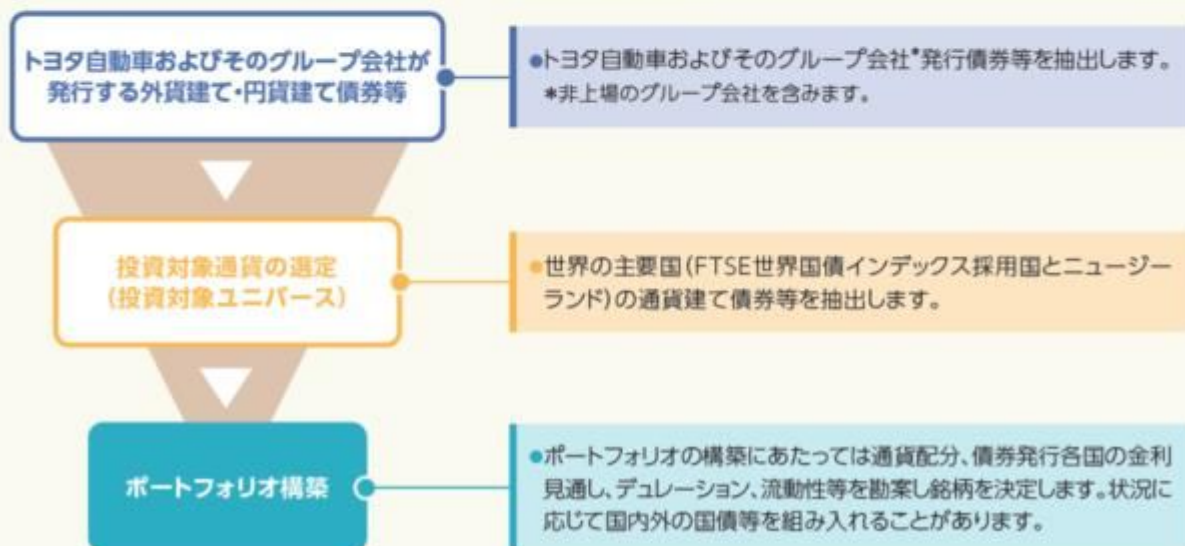 トヨタ自動車およびそのグループ会社が
発行する外貨建て・円貨建て債券等
●トヨタ自動車およびそのグループ会社*発行債券等を抽出します。
*非上場のグループ会社を含みます。
投資対象通貨の選定
(投資対象ユニバース)
●世界の主要国(FTSE世界国債インデックス採用国とニュージー
ランド)の通貨建て債券等を抽出します。
ポートフォリオ構築
●ポートフォリオの構築にあたっては通貨配分、債券発行各国の金利
見通し、デュレーション、流動性等を勘案し銘柄を決定します。状況に
応じて国内外の国債等を組み入れることがあります。